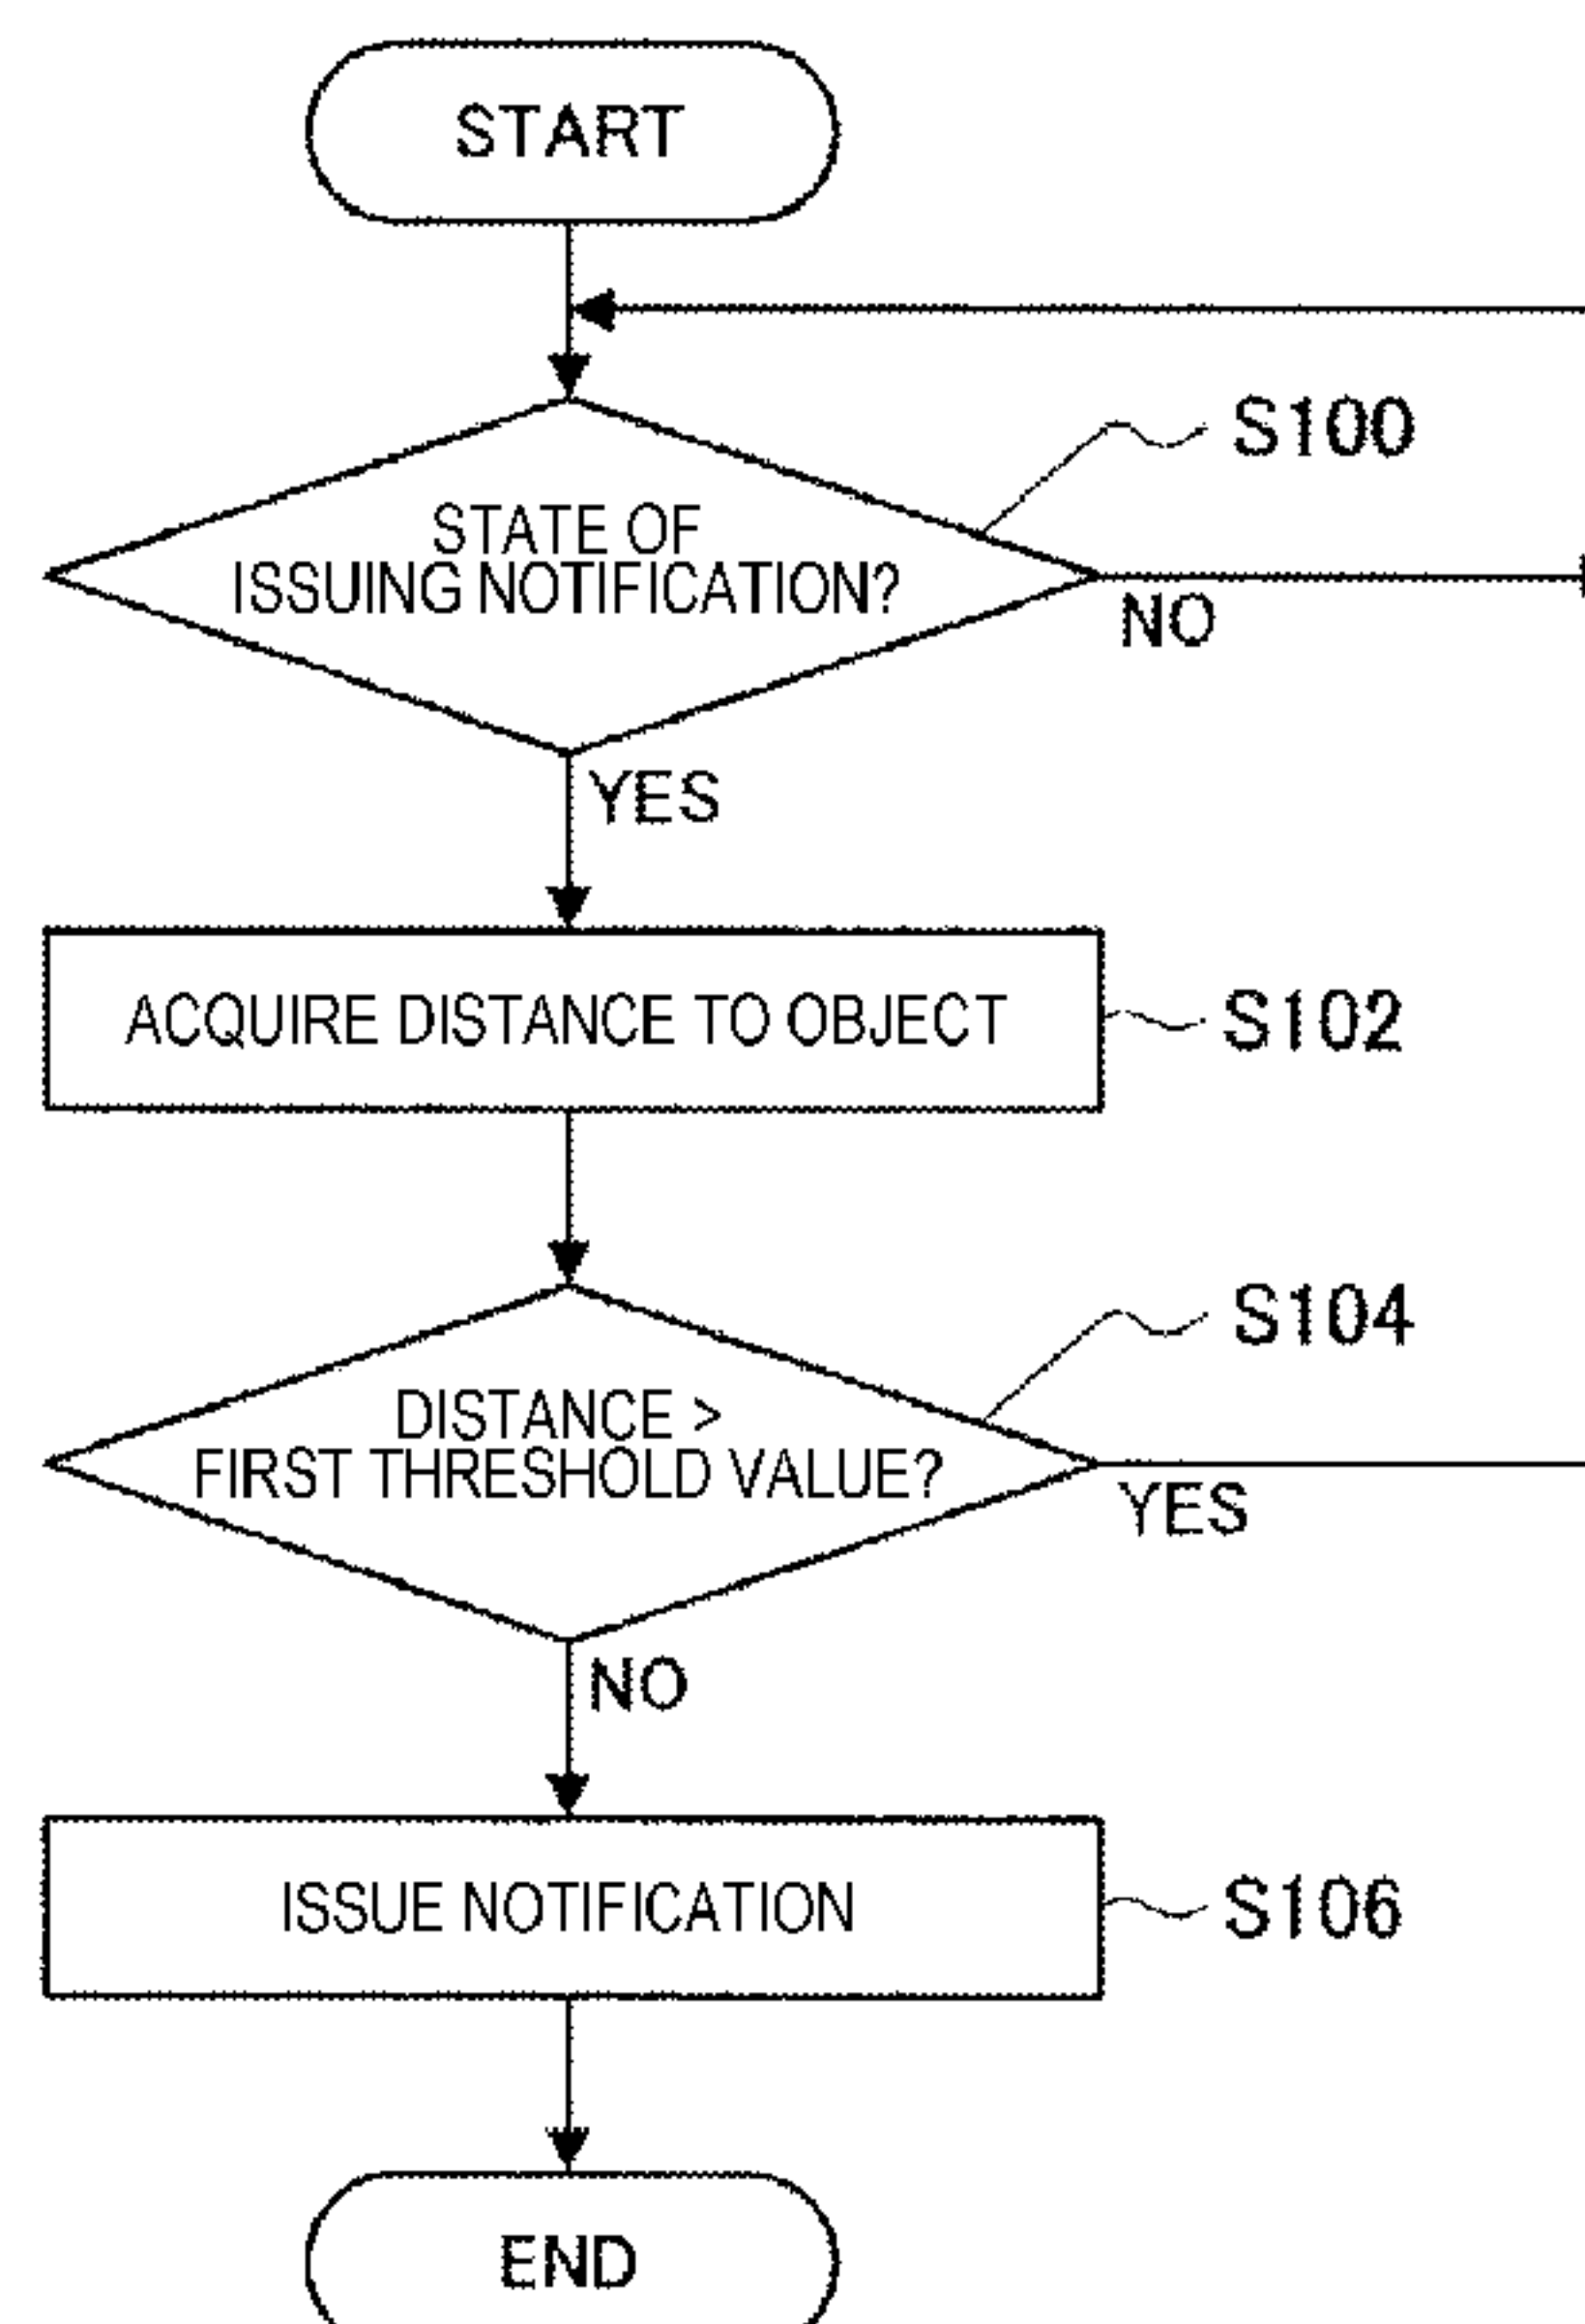 START
S100
STATE OF
ISSUING NOTIFICATION?
NO
YES
ACQUIRE DISTANCE TO OBJECT
S102
S104
DISTANCE >
FIRST THRESHOLD VALUE?
YES
NO
ISSUE NOTIFICATION
S106
END